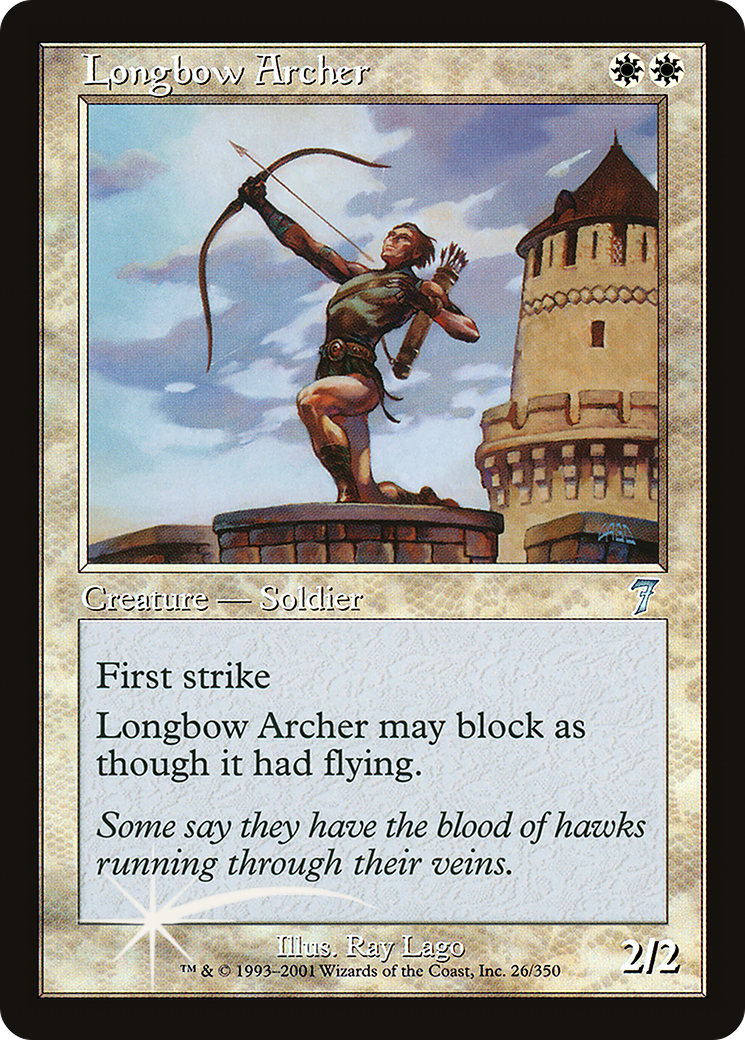 Longbow Archer
LAGO
Creature — Soldier
7
First strike
Longbow Archer may block as
though it had flying.
Some say they have the blood of hawks
running through their veins.
Illus. Ray Lago
™ & © 1993–2001 Wizards of the Coast, Inc. 26/350
2/2